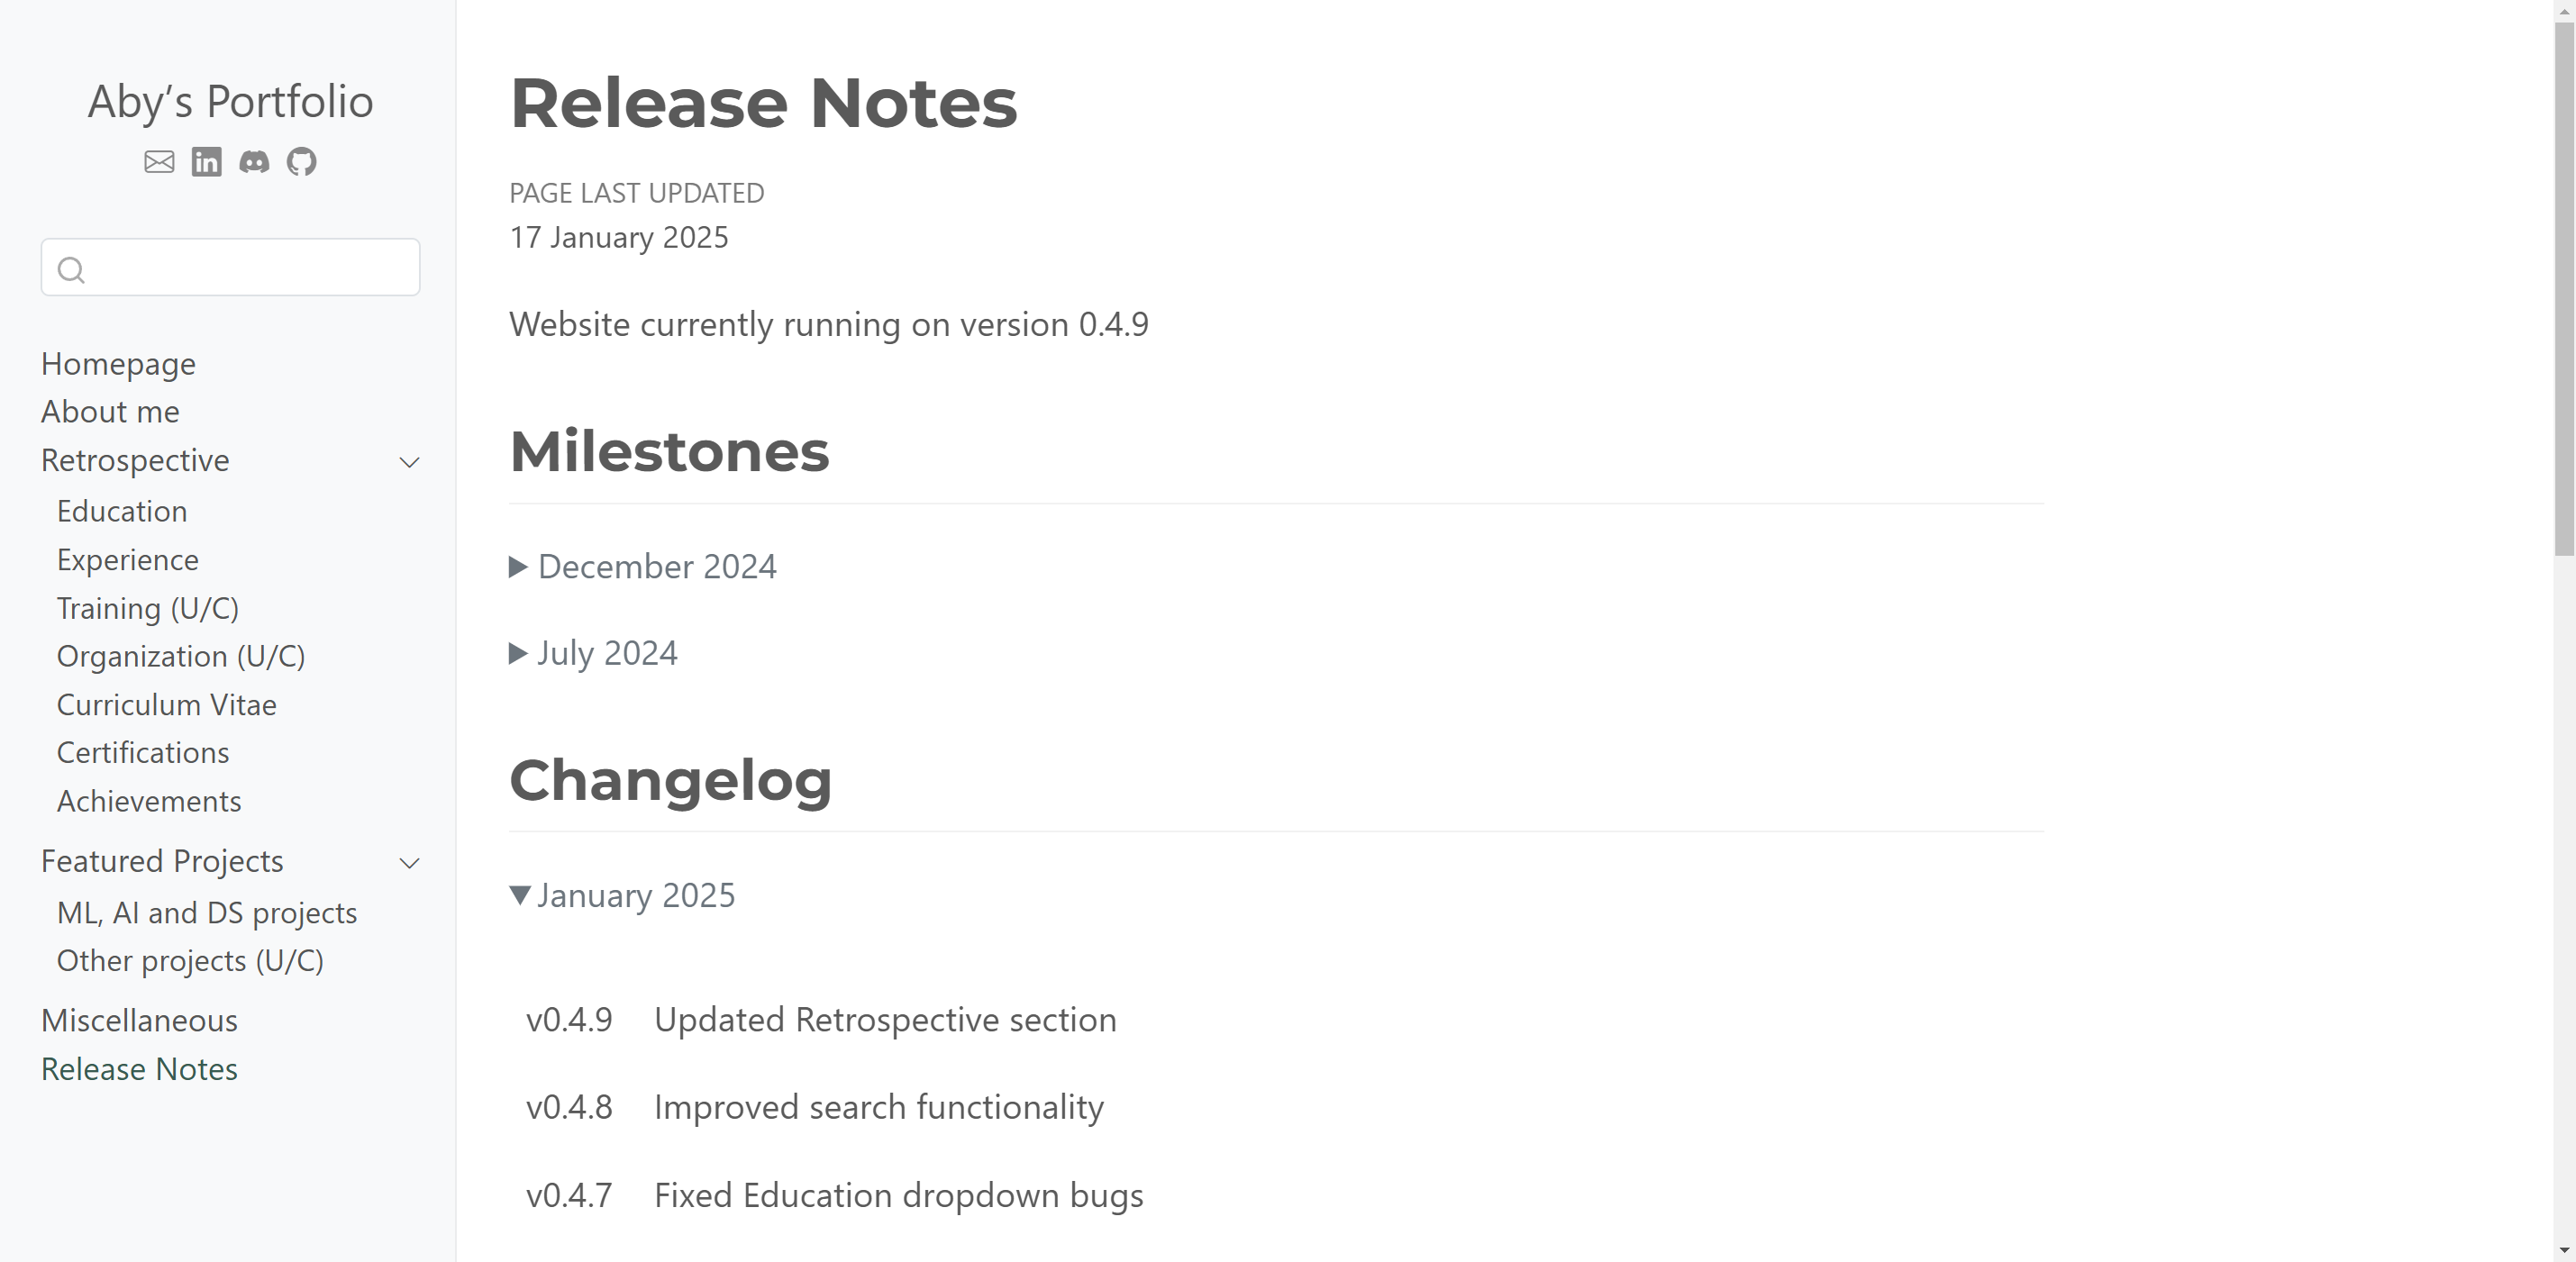 Aby's Portfolio
Homepage
About me
Retrospective
Education
Experience
Training (U/C)
Organization (U/C)
Curriculum Vitae
Certifications
Achievements
Featured Projects
ML, AI and DS projects
Other projects (U/C)
Miscellaneous
Release Notes
Release Notes
PAGE LAST UPDATED
17 January 2025
Website currently running on version 0.4.9
Milestones
December 2024
July 2024
Changelog
January 2025
v0.4.9 Updated Retrospective section
v0.4.8 Improved search functionality
v0.4.7 Fixed Education dropdown bugs